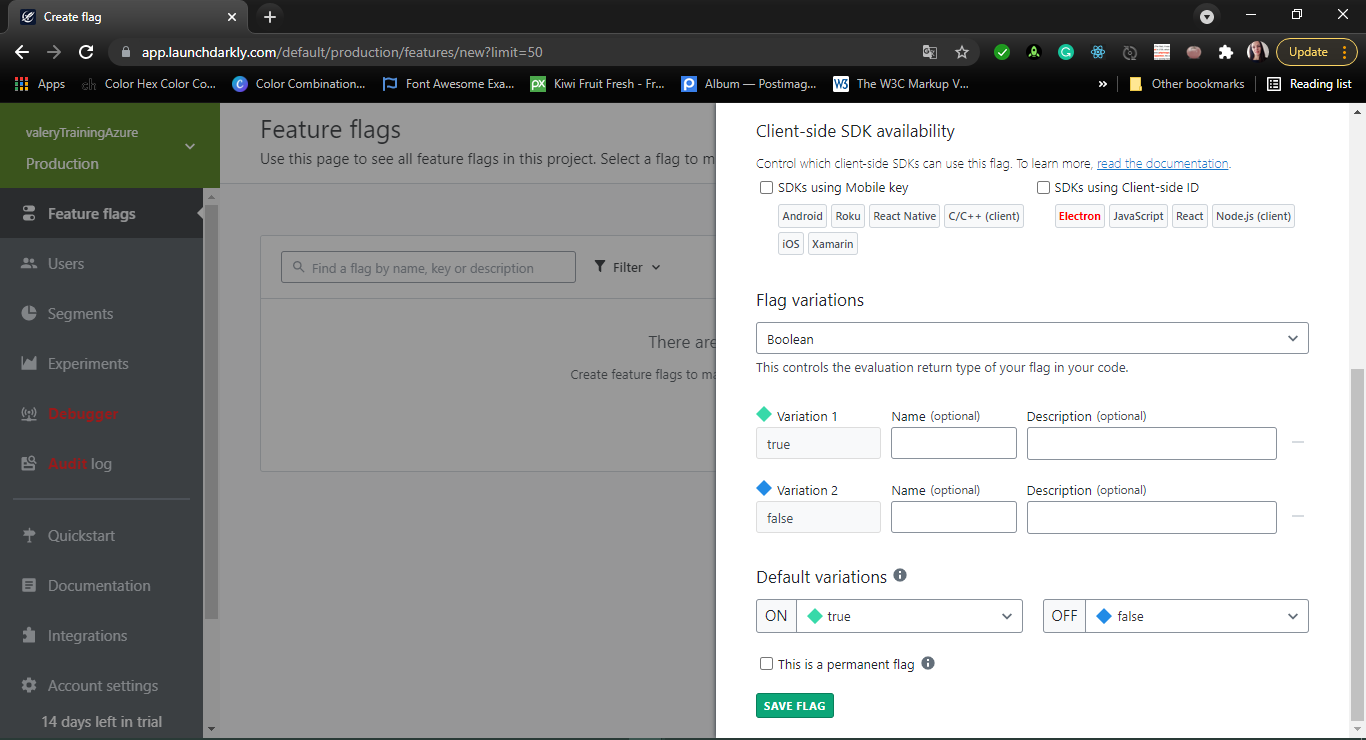 Create flag
app.launchdarkly.com/default/production/features/new?limit=50
Update
Apps
Color Hex Color Co...
Color Combination...
Font Awesome Exa...
Kiwi Fruit Fresh - Fr...
Album — Postimag...
The W3C Markup V...
»
Other bookmarks
Reading list
valeryTrainingAzure
Production
Feature flags
Users
Segments
Experiments
Debugger
Audit log
Quickstart
Documentation
Integrations
Account settings
14 days left in trial
Feature flags
Use this page to see all feature flags in this project. Select a flag to m
Find a flag by name, key or description
Filter
There are
Create feature flags to ma
Client-side SDK availability
Control which client-side SDKs can use this flag. To learn more, read the documentation.
SDKs using Mobile key
Android Roku React Native C/C++ (client)
iOS Xamarin
SDKs using Client-side ID
Electron JavaScript React Node.js (client)
Flag variations
Boolean
This controls the evaluation return type of your flag in your code.
Variation 1 Name (optional) Description (optional)
true
Variation 2 Name (optional) Description (optional)
false
Default variations
ON true OFF false
This is a permanent flag
SAVE FLAG